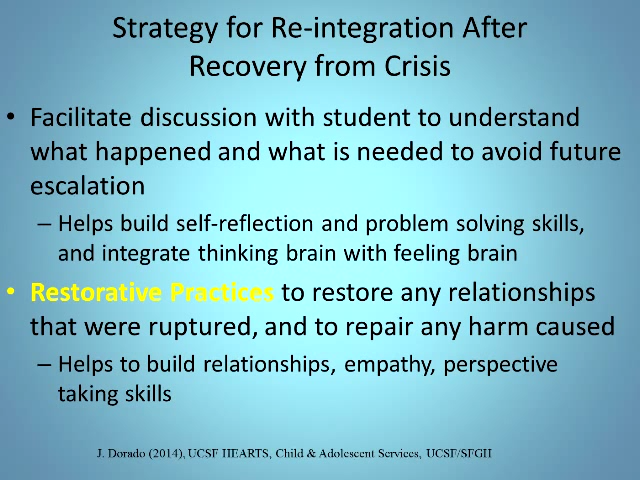 Strategy for Re-integration After
Recovery from Crisis
• Facilitate discussion with student to understand
what happened and what is needed to avoid future
escalation
– Helps build self-reflection and problem solving skills,
and integrate thinking brain with feeling brain
• Restorative Practices to restore any relationships
that were ruptured, and to repair any harm caused
– Helps to build relationships, empathy, perspective
taking skills
J. Dorado (2014), UCSF HEARTS, Child & Adolescent Services, UCSF/SFGH